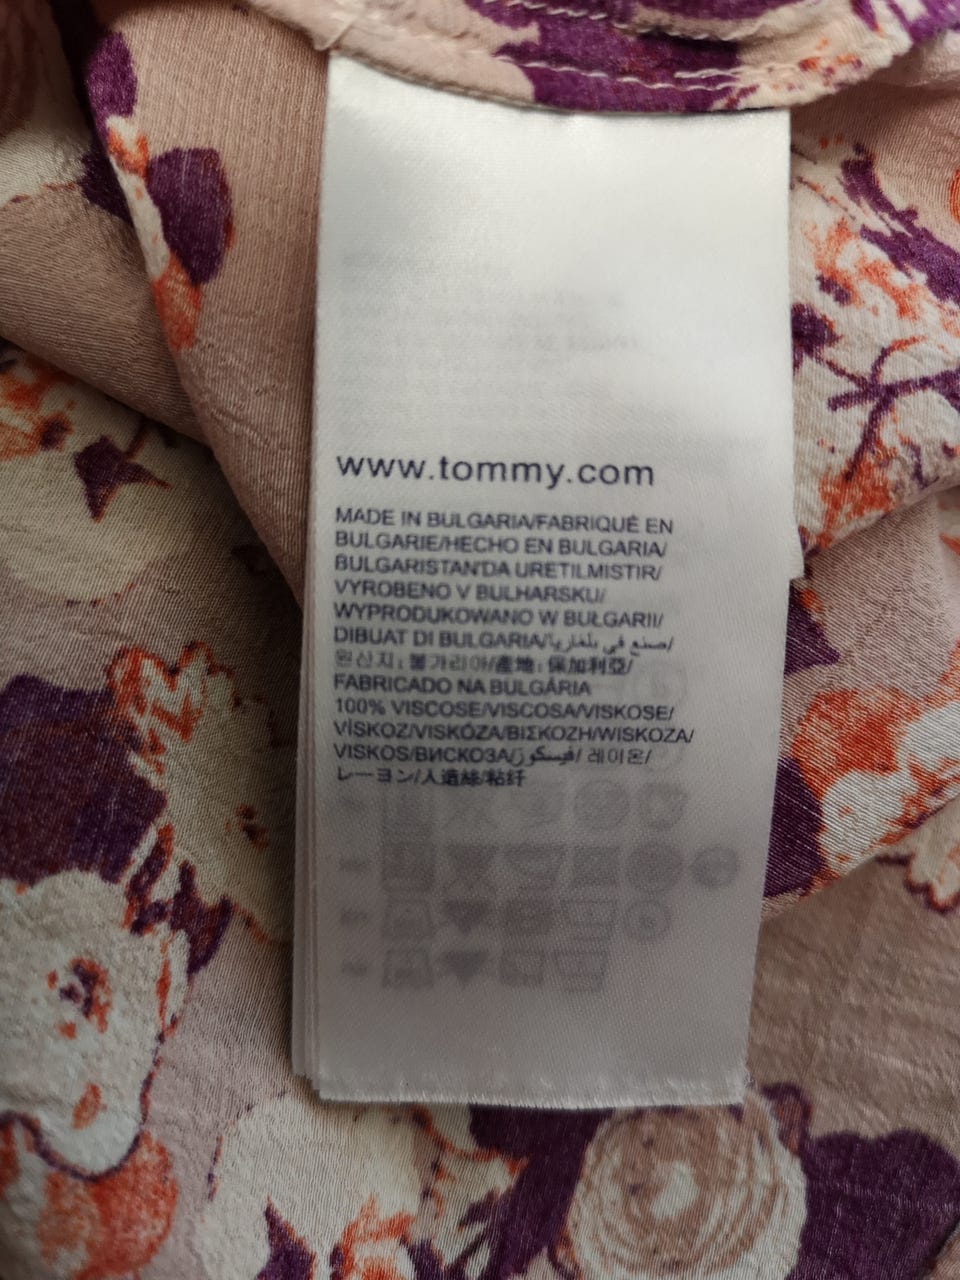 www.tommy.com
MADE IN BULGARIA/FABRIQUÉ EN
BULGARIE/HECHO EN BULGARIA/
BULGARISTAN'DA URETILMISTIR/
VYROBENO V BULHARSKU/
WYPRODUKOWANO W BUŁGARII/
DIBUAT DI BULGARIA/صنع في بلغاريا/
원산지: 불가리아/產地: 保加利亞/
FABRICADO NA BULGÁRIA
100% VISCOSE/VISCOSA/VISKOSE/
VÍSKOZ/VISKÓZA/ΒΙΣΚΟΖΗ/WISKOZA/
VISKOS/ВИСКОЗА/فيسكوز/ 레이온/
レーヨン/人造絲/粘纤